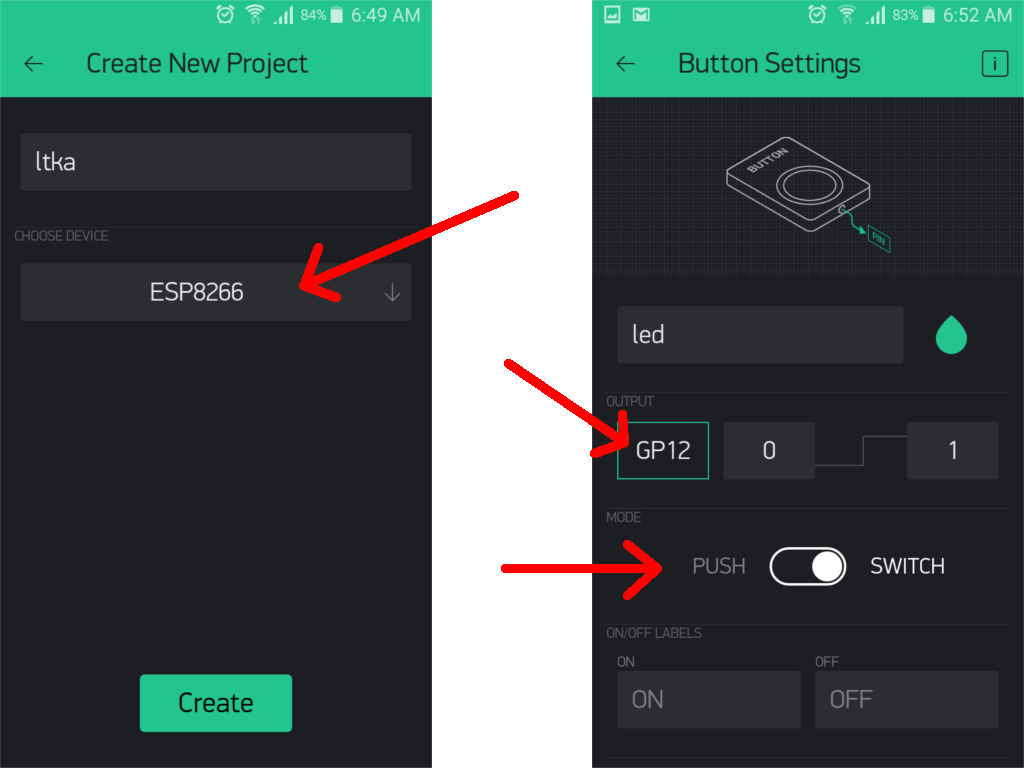 84% 6:49 AM
← Create New Project
ltka
CHOOSE DEVICE
ESP8266
Create
83% 6:52 AM
← Button Settings i
BUTTON
PIN
led
OUTPUT
GP12 0 1
MODE
PUSH SWITCH
ON/OFF LABELS
ON OFF
ON OFF